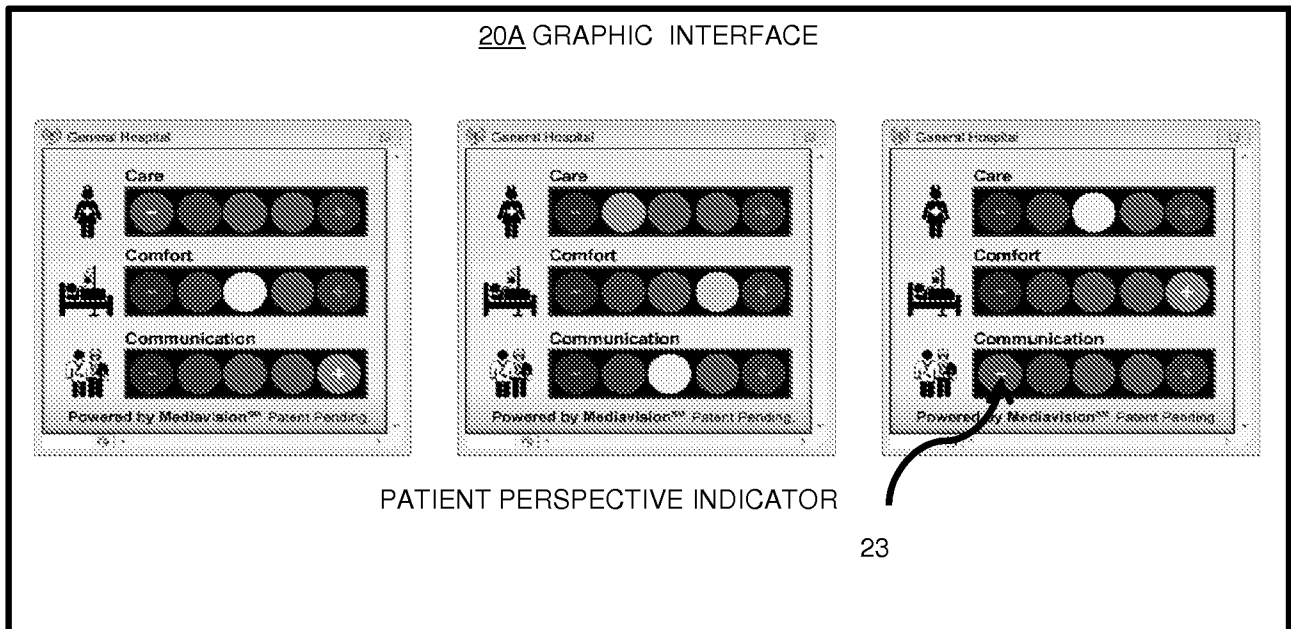 20A GRAPHIC INTERFACE
General Hospital
Care
-
Comfort
Communication
+
Powered by Mediavision℠ Patent Pending
General Hospital
Care
Comfort
Communication
Powered by Mediavision℠ Patent Pending
General Hospital
Care
Comfort
+
Communication
-
Powered by Mediavision℠ Patent Pending
PATIENT PERSPECTIVE INDICATOR
23